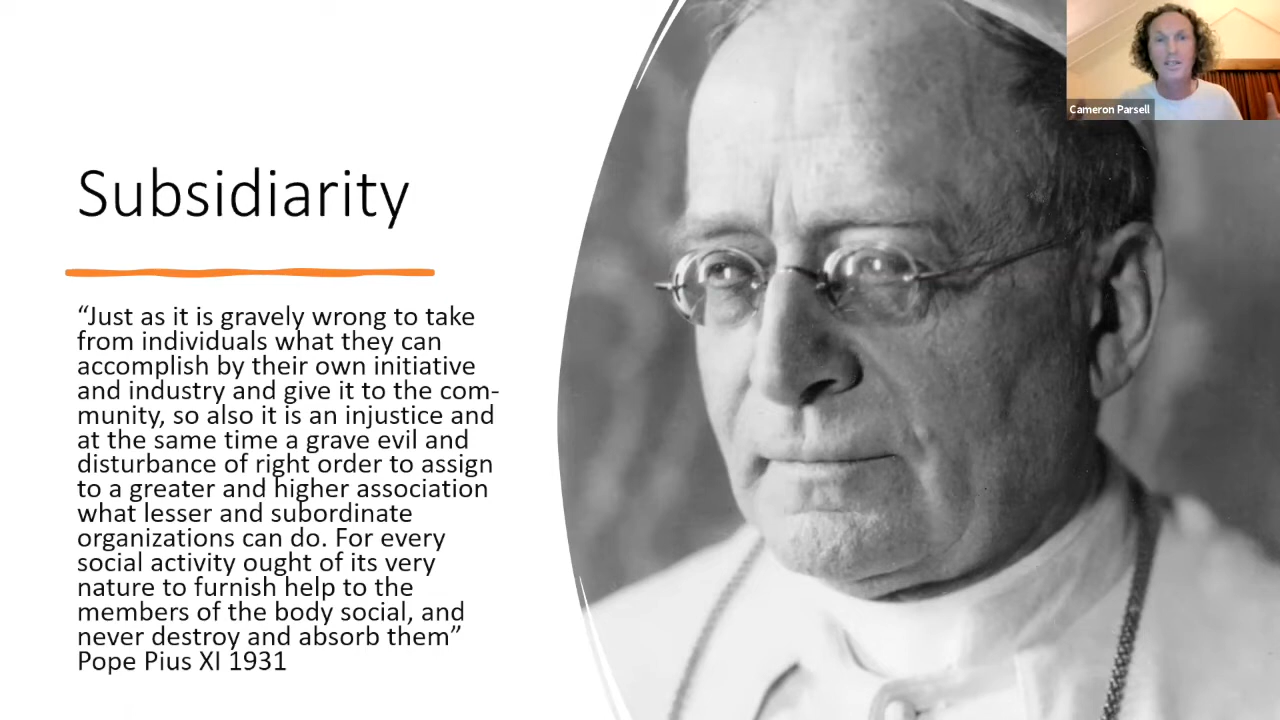 Subsidiarity
“Just as it is gravely wrong to take
from individuals what they can
accomplish by their own initiative
and industry and give it to the com-
munity, so also it is an injustice and
at the same time a grave evil and
disturbance of right order to assign
to a greater and higher association
what lesser and subordinate
organizations can do. For every
social activity ought of its very
nature to furnish help to the
members of the body social, and
never destroy and absorb them”
Pope Pius XI 1931
Cameron Parsell